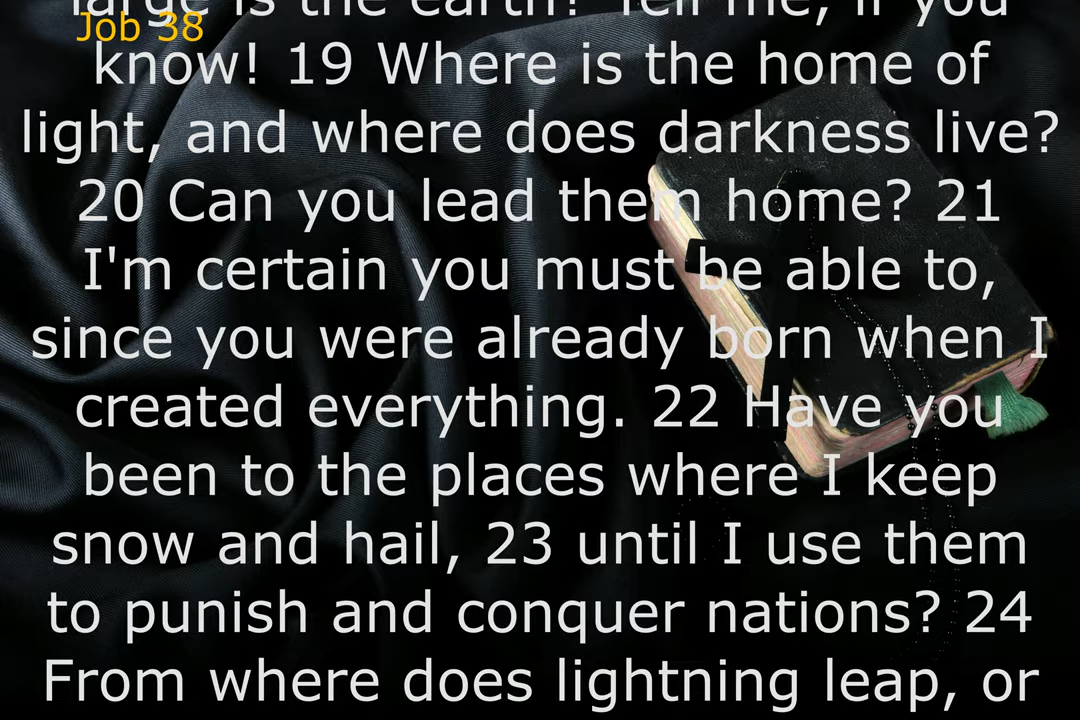 large is the earth? Tell me, if you
Job 38
know! 19 Where is the home of
light, and where does darkness live?
20 Can you lead them home? 21
I'm certain you must be able to,
since you were already born when I
created everything. 22 Have you
been to the places where I keep
snow and hail, 23 until I use them
to punish and conquer nations? 24
From where does lightning leap, or